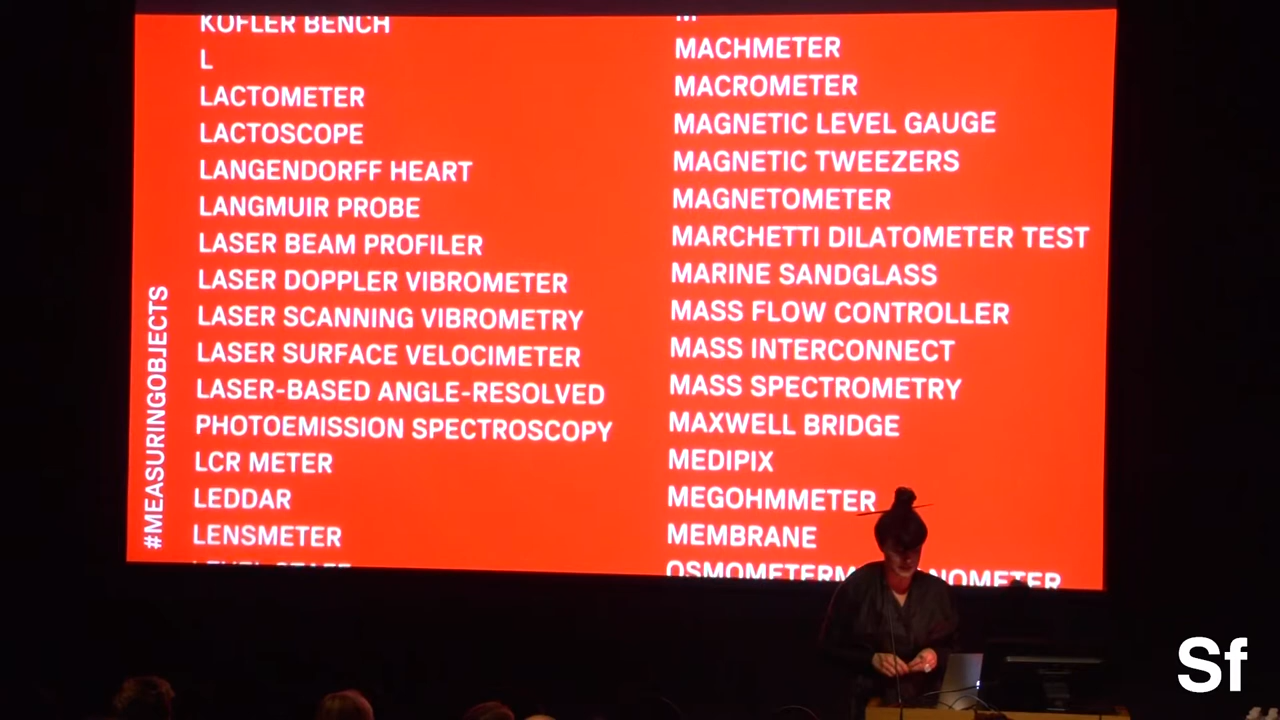 KOFLER BENCH
L
LACTOMETER
LACTOSCOPE
LANGENDORFF HEART
LANGMUIR PROBE
LASER BEAM PROFILER
LASER DOPPLER VIBROMETER
LASER SCANNING VIBROMETRY
LASER SURFACE VELOCIMETER
LASER-BASED ANGLE-RESOLVED
PHOTOEMISSION SPECTROSCOPY
LCR METER
LEDDAR
LENSMETER
M
MACHMETER
MACROMETER
MAGNETIC LEVEL GAUGE
MAGNETIC TWEEZERS
MAGNETOMETER
MARCHETTI DILATOMETER TEST
MARINE SANDGLASS
MASS FLOW CONTROLLER
MASS INTERCONNECT
MASS SPECTROMETRY
MAXWELL BRIDGE
MEDIPIX
MEGOHMMETER
MEMBRANE
#MEASURINGOBJECTS
Sf